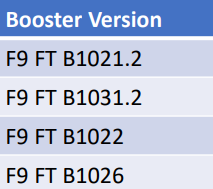 Booster Version
F9 FT B1021.2
F9 FT B1031.2
F9 FT B1022
F9 FT B1026